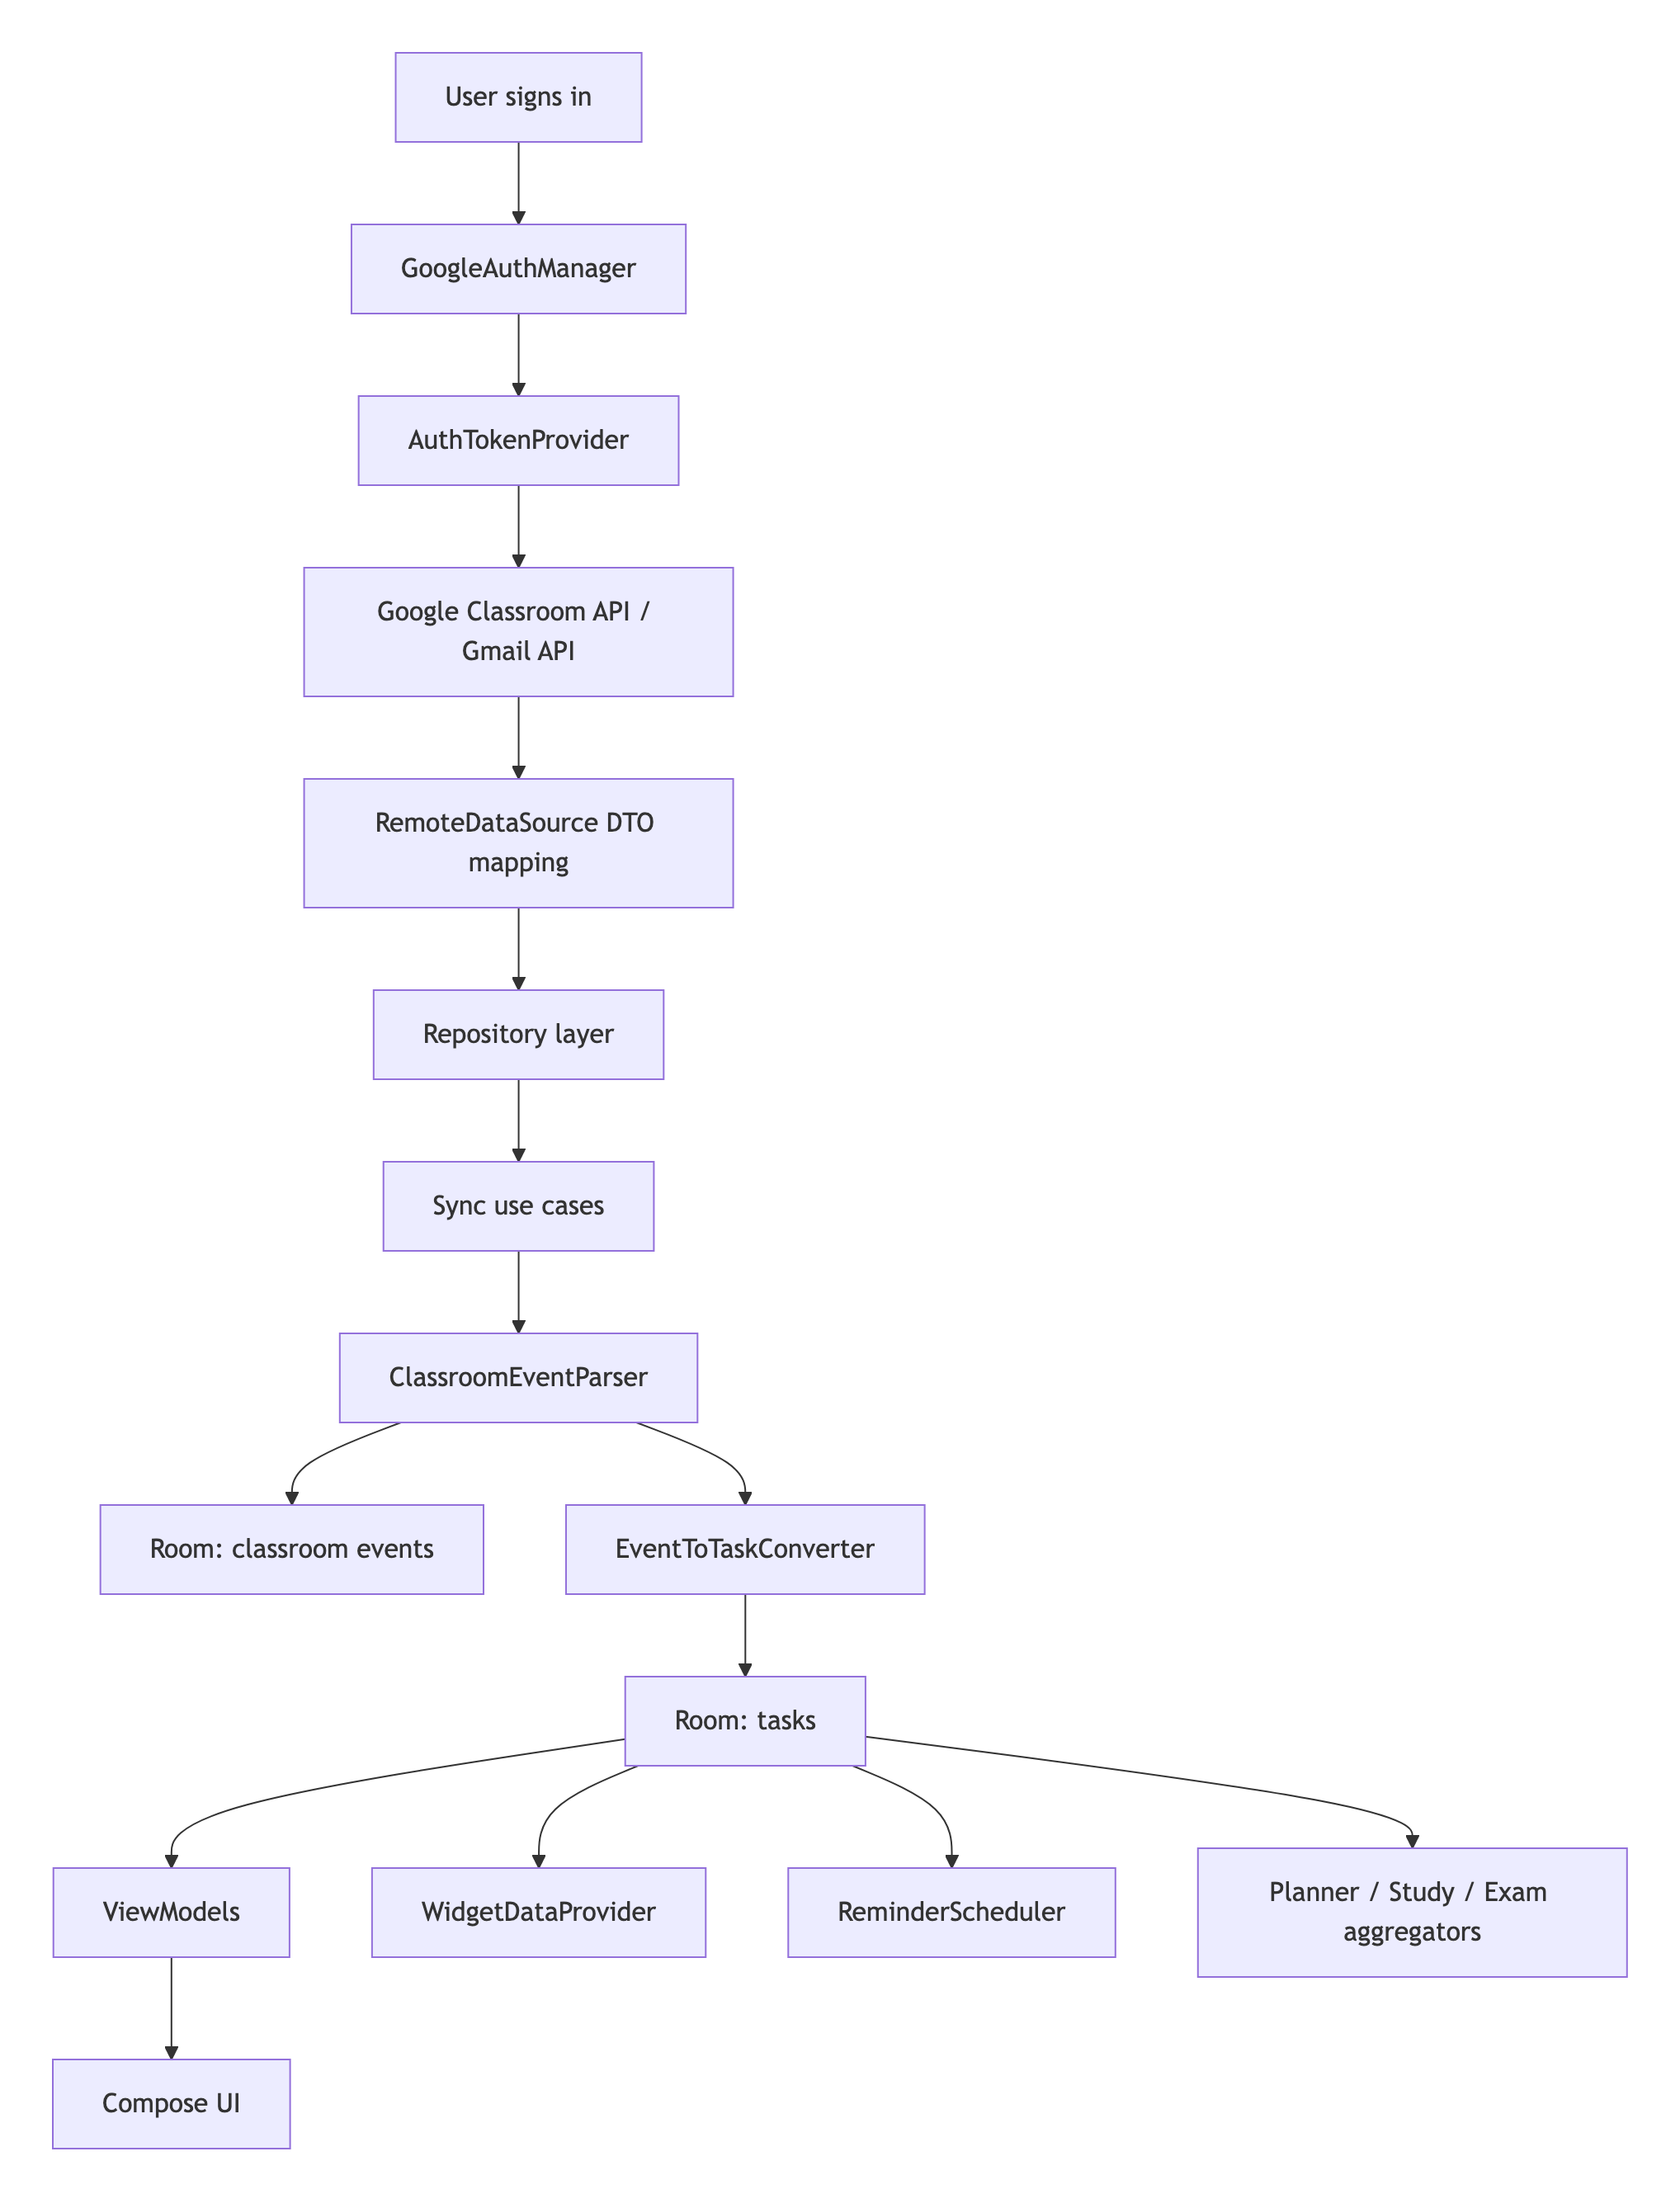 User signs in
GoogleAuthManager
AuthTokenProvider
Google Classroom API /
Gmail API
RemoteDataSource DTO
mapping
Repository layer
Sync use cases
ClassroomEventParser
Room: classroom events
EventToTaskConverter
Room: tasks
ViewModels
WidgetDataProvider
ReminderScheduler
Planner / Study / Exam
aggregators
Compose UI